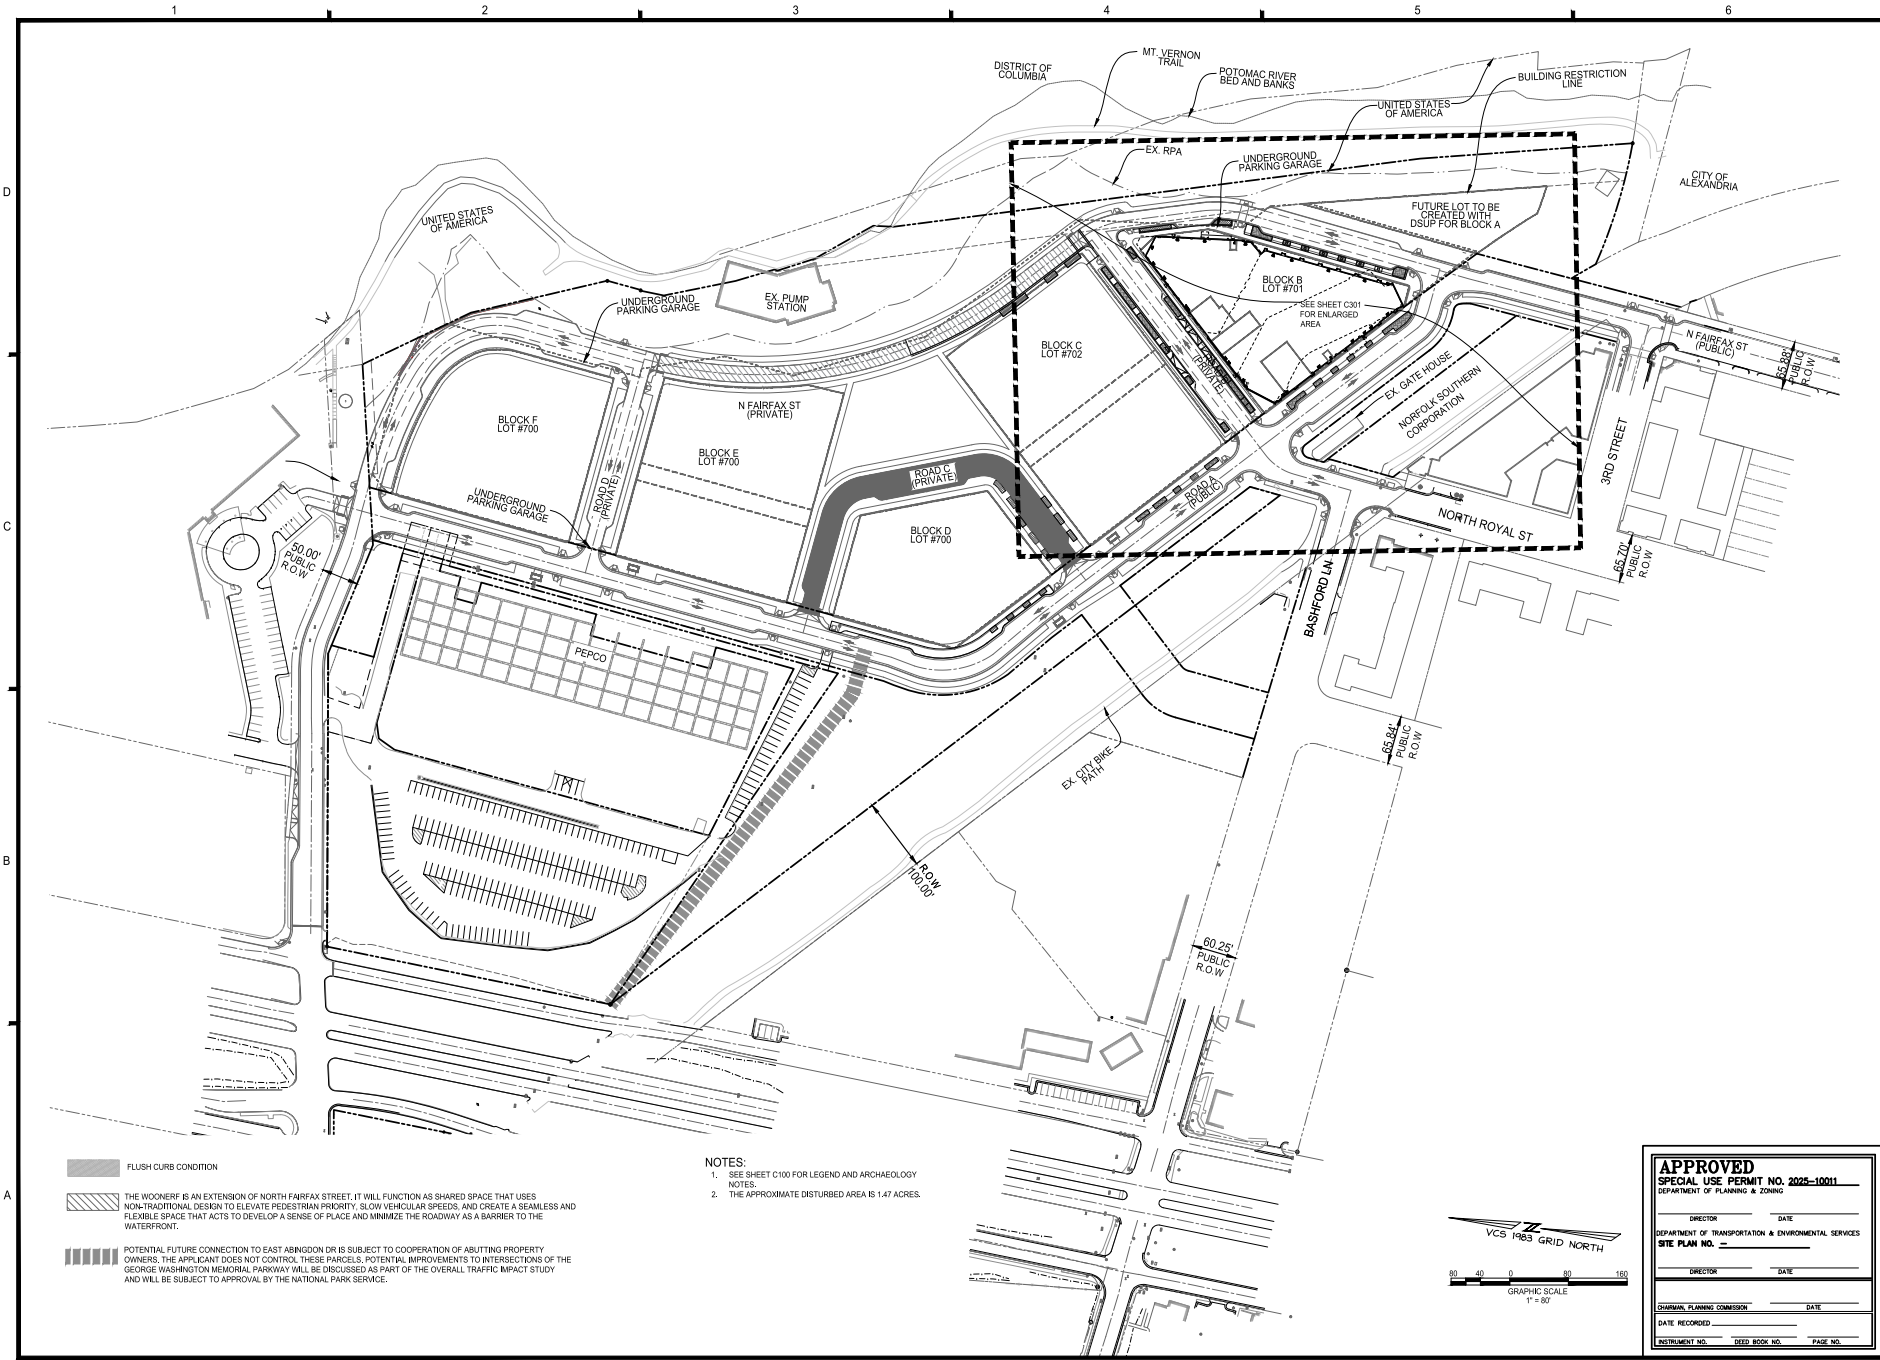 1 2 3 4 5 6
D
C
B
A
DISTRICT OF
COLUMBIA
MT. VERNON
TRAIL
POTOMAC RIVER
BED AND BANKS
BUILDING RESTRICTION
LINE
UNITED STATES
OF AMERICA
EX. RPA
UNDERGROUND
PARKING GARAGE
CITY OF
ALEXANDRIA
FUTURE LOT TO BE
CREATED WITH
DSUP FOR BLOCK A
UNITED STATES
OF AMERICA
UNDERGROUND
PARKING GARAGE
EX. PUMP
STATION
BLOCK B
LOT #701
SEE SHEET C301
FOR ENLARGED
AREA
BLOCK C
LOT #702
(PRIVATE)
N FAIRFAX ST
(PUBLIC)
65.88'
PUBLIC
R.O.W
EX. GATE HOUSE
NORFOLK SOUTHERN
CORPORATION
3RD STREET
BLOCK F
LOT #700
N FAIRFAX ST
(PRIVATE)
BLOCK E
LOT #700
ROAD D
(PRIVATE)
UNDERGROUND
PARKING GARAGE
ROAD C
(PRIVATE)
BLOCK D
LOT #700
ROAD A
(PUBLIC)
NORTH ROYAL ST
65.70'
PUBLIC
R.O.W
50.00'
PUBLIC
R.O.W
BASHFORD LN.
PEPCO
65.84'
PUBLIC
R.O.W
EX. CITY BIKE
PATH
R.O.W
100.00'
60.25'
PUBLIC
R.O.W
FLUSH CURB CONDITION
THE WOONERF IS AN EXTENSION OF NORTH FAIRFAX STREET. IT WILL FUNCTION AS SHARED SPACE THAT USES
NON-TRADITIONAL DESIGN TO ELEVATE PEDESTRIAN PRIORITY, SLOW VEHICULAR SPEEDS, AND CREATE A SEAMLESS AND
FLEXIBLE SPACE THAT ACTS TO DEVELOP A SENSE OF PLACE AND MINIMIZE THE ROADWAY AS A BARRIER TO THE
WATERFRONT.
POTENTIAL FUTURE CONNECTION TO EAST ABINGDON DR IS SUBJECT TO COOPERATION OF ABUTTING PROPERTY
OWNERS. THE APPLICANT DOES NOT CONTROL THESE PARCELS. POTENTIAL IMPROVEMENTS TO INTERSECTIONS OF THE
GEORGE WASHINGTON MEMORIAL PARKWAY WILL BE DISCUSSED AS PART OF THE OVERALL TRAFFIC IMPACT STUDY
AND WILL BE SUBJECT TO APPROVAL BY THE NATIONAL PARK SERVICE.
NOTES:
1. SEE SHEET C100 FOR LEGEND AND ARCHAEOLOGY
NOTES.
2. THE APPROXIMATE DISTURBED AREA IS 1.47 ACRES.
Z
VCS 1983 GRID NORTH
80 40 0 80 160
GRAPHIC SCALE
1" = 80'
APPROVED
SPECIAL USE PERMIT NO. 2025-10011
DEPARTMENT OF PLANNING & ZONING
DIRECTOR DATE
DEPARTMENT OF TRANSPORTATION & ENVIRONMENTAL SERVICES
SITE PLAN NO. —
DIRECTOR DATE
CHAIRMAN, PLANNING COMMISSION DATE
DATE RECORDED
INSTRUMENT NO. DEED BOOK NO. PAGE NO.